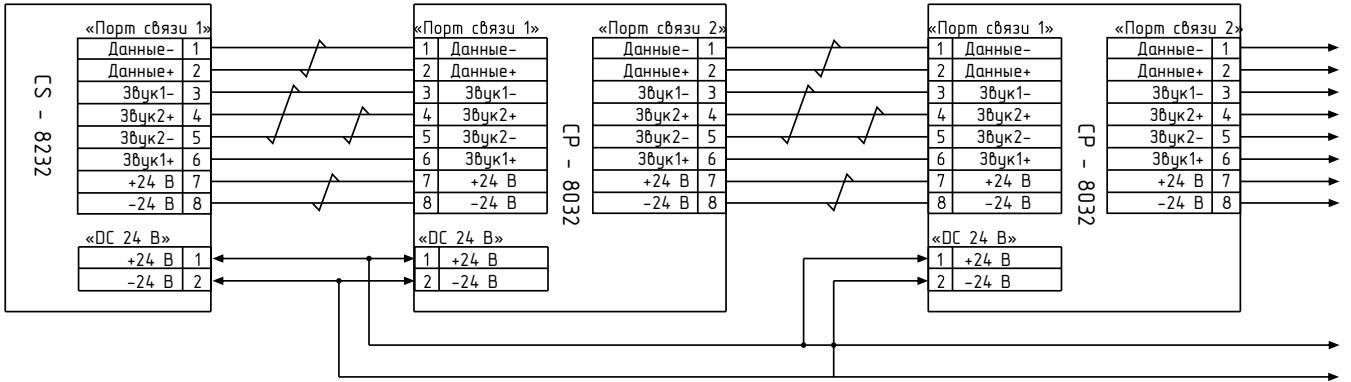 CS - 8232
«Порт связи 1»
Данные- 1
Данные+ 2
Звук1- 3
Звук2+ 4
Звук2- 5
Звук1+ 6
+24 В 7
-24 В 8
«DC 24 В»
+24 В 1
-24 В 2
«Порт связи 1»
1 Данные-
2 Данные+
3 Звук1-
4 Звук2+
5 Звук2-
6 Звук1+
7 +24 В
8 -24 В
«DC 24 В»
1 +24 В
2 -24 В
CP - 8032
«Порт связи 2»
Данные- 1
Данные+ 2
Звук1- 3
Звук2+ 4
Звук2- 5
Звук1+ 6
+24 В 7
-24 В 8
«Порт связи 1»
1 Данные-
2 Данные+
3 Звук1-
4 Звук2+
5 Звук2-
6 Звук1+
7 +24 В
8 -24 В
«DC 24 В»
1 +24 В
2 -24 В
CP - 8032
«Порт связи 2»
Данные- 1
Данные+ 2
Звук1- 3
Звук2+ 4
Звук2- 5
Звук1+ 6
+24 В 7
-24 В 8